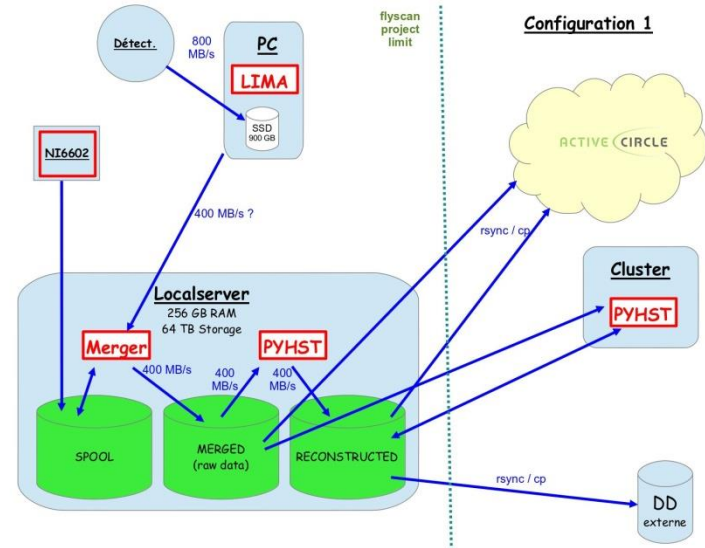 flyscan
project
limit
Configuration 1
Détect.
800
MB/s
PC
LIMA
SSD
900 GB
NI6602
ACTIVE CIRCLE
400 MB/s ?
rsync / cp
Localserver
256 GB RAM
64 TB Storage
Cluster
PYHST
Merger
PYHST
400 MB/s
400
MB/s
400
MB/s
SPOOL
MERGED
(raw data)
RECONSTRUCTED
rsync / cp
DD
externe